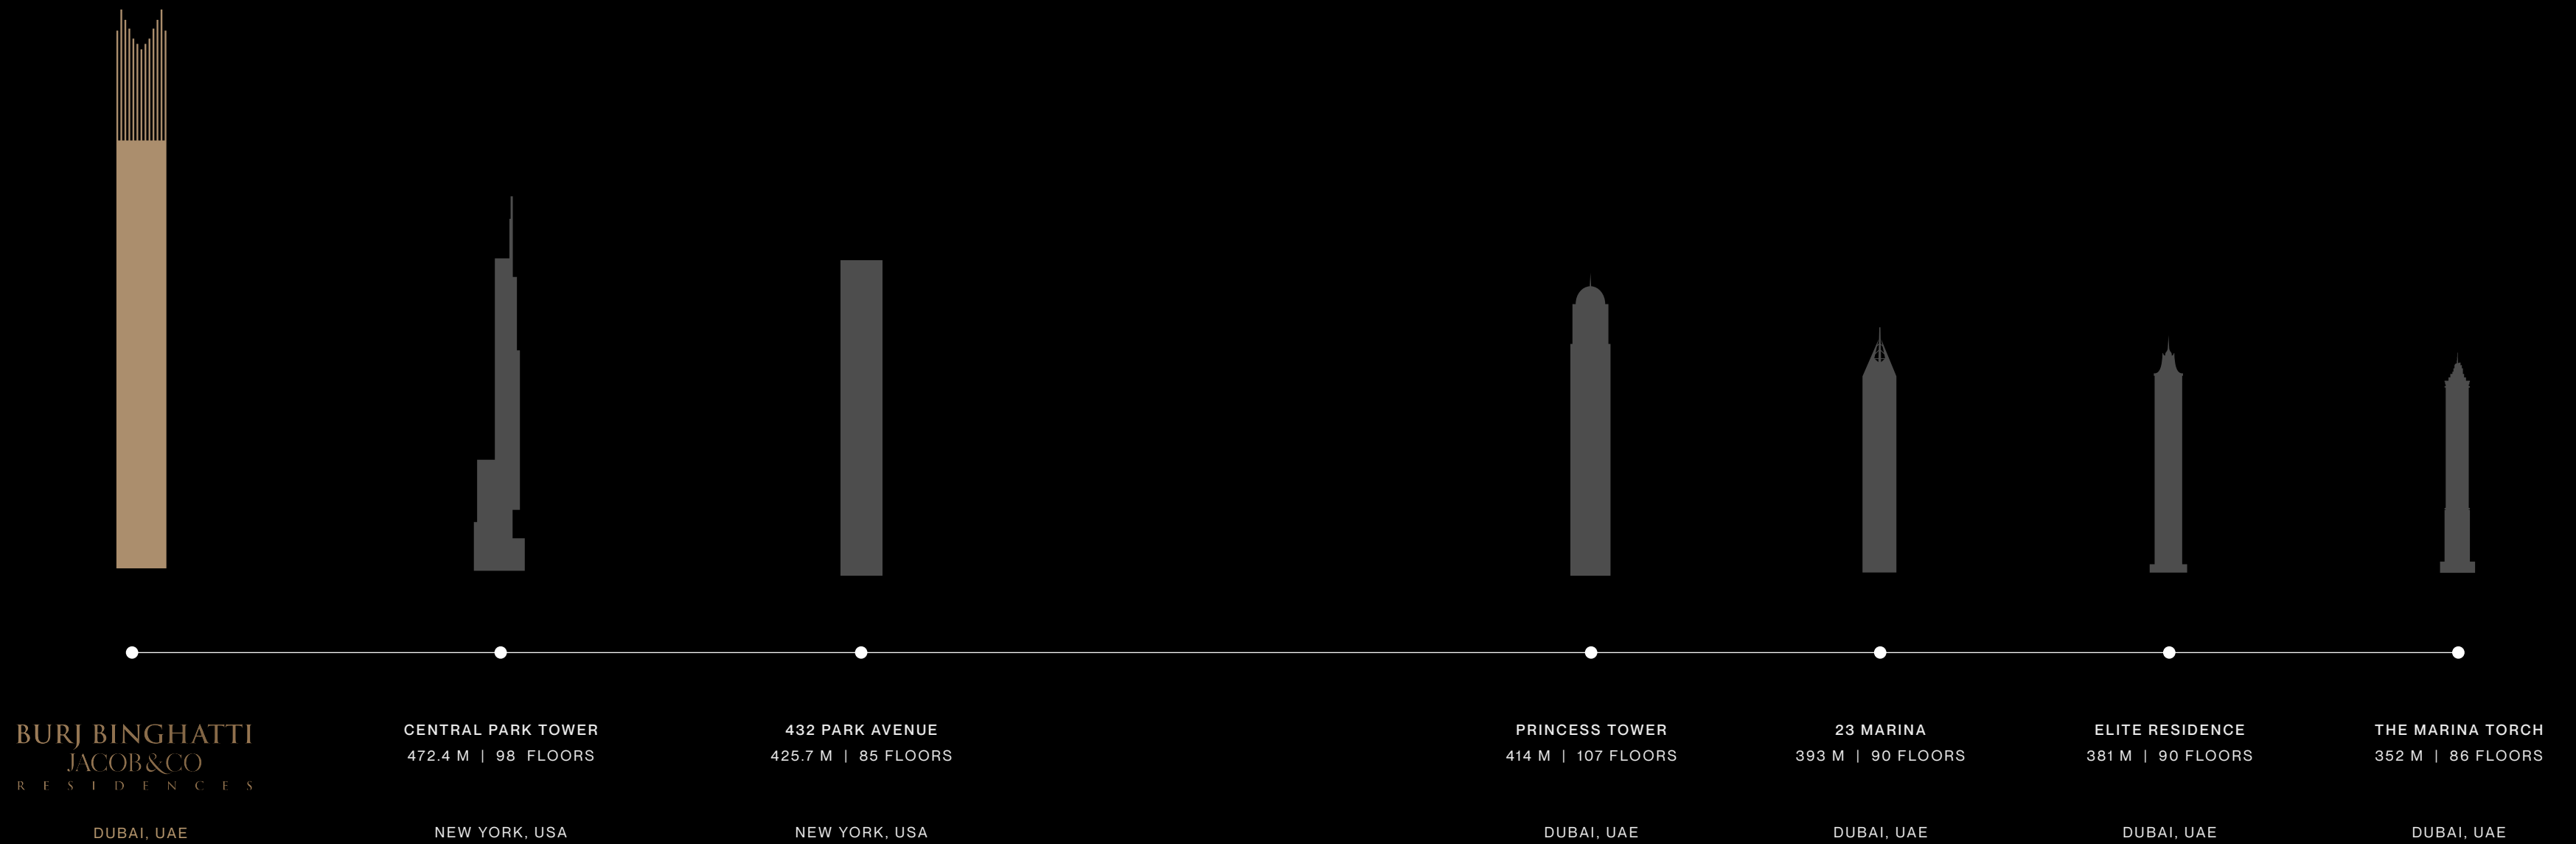 BURJ BINGHATTI
JACOB&CO
RESIDENCES
DUBAI, UAE
CENTRAL PARK TOWER
472.4 M | 98 FLOORS
NEW YORK, USA
432 PARK AVENUE
425.7 M | 85 FLOORS
NEW YORK, USA
PRINCESS TOWER
414 M | 107 FLOORS
DUBAI, UAE
23 MARINA
393 M | 90 FLOORS
DUBAI, UAE
ELITE RESIDENCE
381 M | 90 FLOORS
DUBAI, UAE
THE MARINA TORCH
352 M | 86 FLOORS
DUBAI, UAE